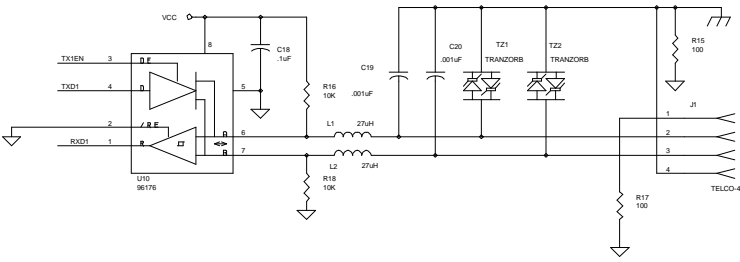 VCC
8
C18
.1uF
TX1EN
3
DE
TXD1
4
D
5
2
/RE
RXD1
1
R
A
6
B
7
U10
96176
R16
10K
L1
27uH
L2
27uH
R18
10K
C19
.001uF
C20
.001uF
TZ1
TRANZORB
TZ2
TRANZORB
R15
100
J1
1
2
3
4
TELCO-4
R17
100